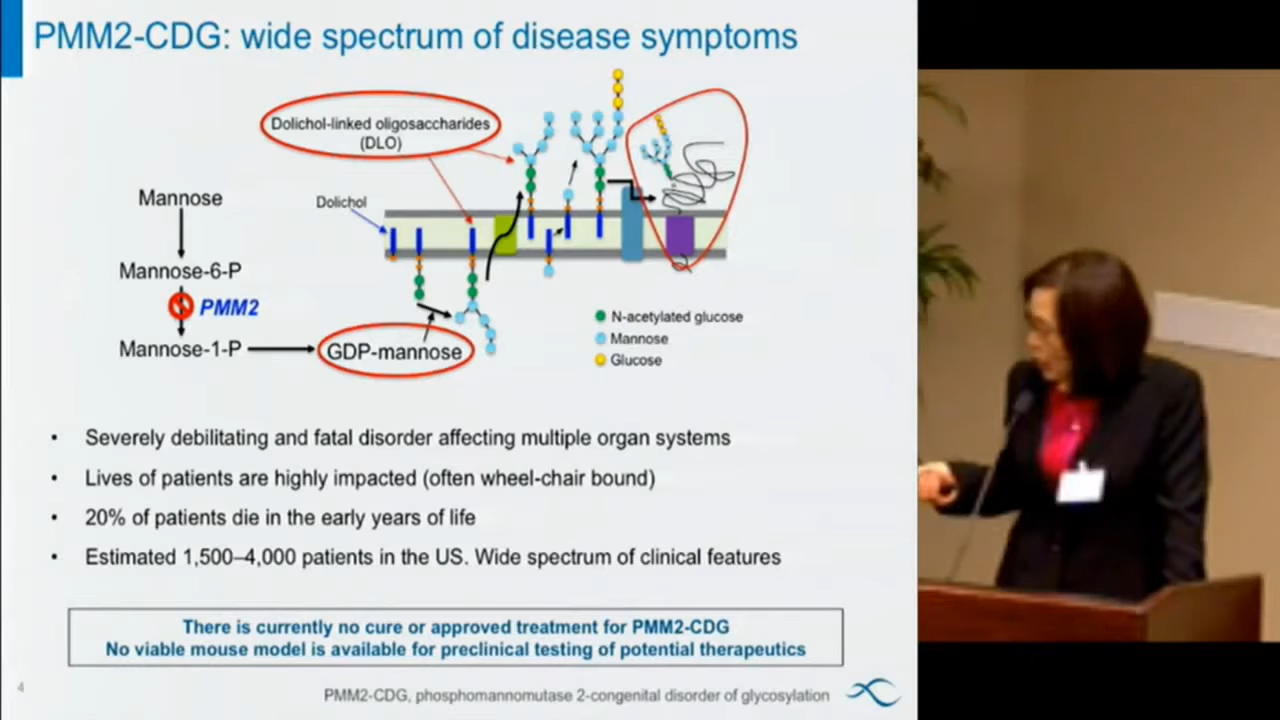 PMM2-CDG: wide spectrum of disease symptoms
Dolichol-linked oligosaccharides
(DLO)
Mannose
Dolichol
Mannose-6-P
PMM2
Mannose-1-P
GDP-mannose
N-acetylated glucose
Mannose
Glucose
• Severely debilitating and fatal disorder affecting multiple organ systems
• Lives of patients are highly impacted (often wheel-chair bound)
• 20% of patients die in the early years of life
• Estimated 1,500–4,000 patients in the US. Wide spectrum of clinical features
There is currently no cure or approved treatment for PMM2-CDG
No viable mouse model is available for preclinical testing of potential therapeutics
4
PMM2-CDG, phosphomannomutase 2-congenital disorder of glycosylation